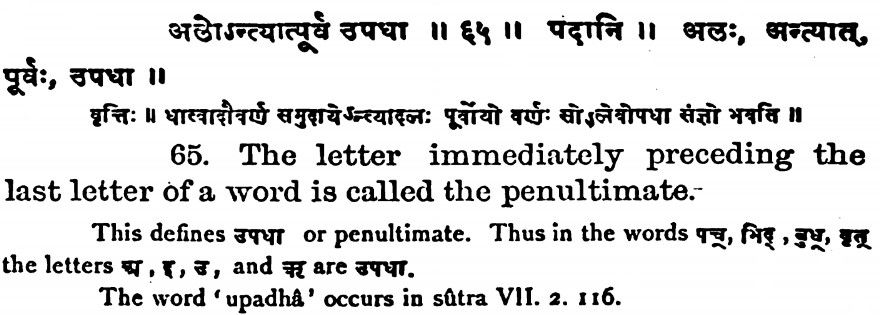 अलोऽन्त्यात्पूर्व उपधा ॥ ६५ ॥ पदानि ॥ अलः, अन्त्यात्,
पूर्वः, उपधा ॥
वृत्तिः ॥ धात्वादौवर्ण समुदायेऽन्त्यादलः पूर्वोयो वर्णः सोऽलेवोपधा संज्ञो भवति ॥
65. The letter immediately preceding the
last letter of a word is called the penultimate.
This defines उपधा or penultimate. Thus in the words पच्, भिद्, बुध्, वृत्
the letters अ, इ, उ, and ऋ are उपधा.
The word ‘upadhâ’ occurs in sûtra VII. 2. 116.